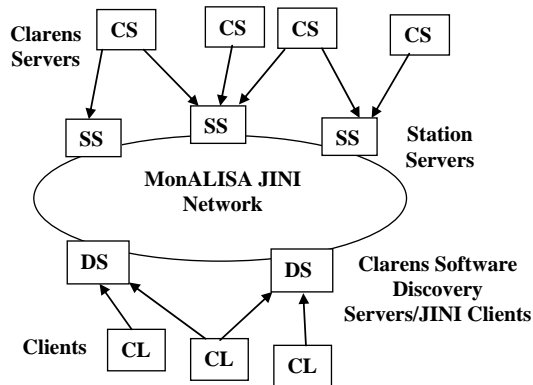 CS
CS
CS
CS
Clarens
Servers
SS
SS
SS
Station
Servers
MonALISA JINI
Network
DS
DS
Clarens Software
Discovery
Servers/JINI Clients
Clients
CL
CL
CL